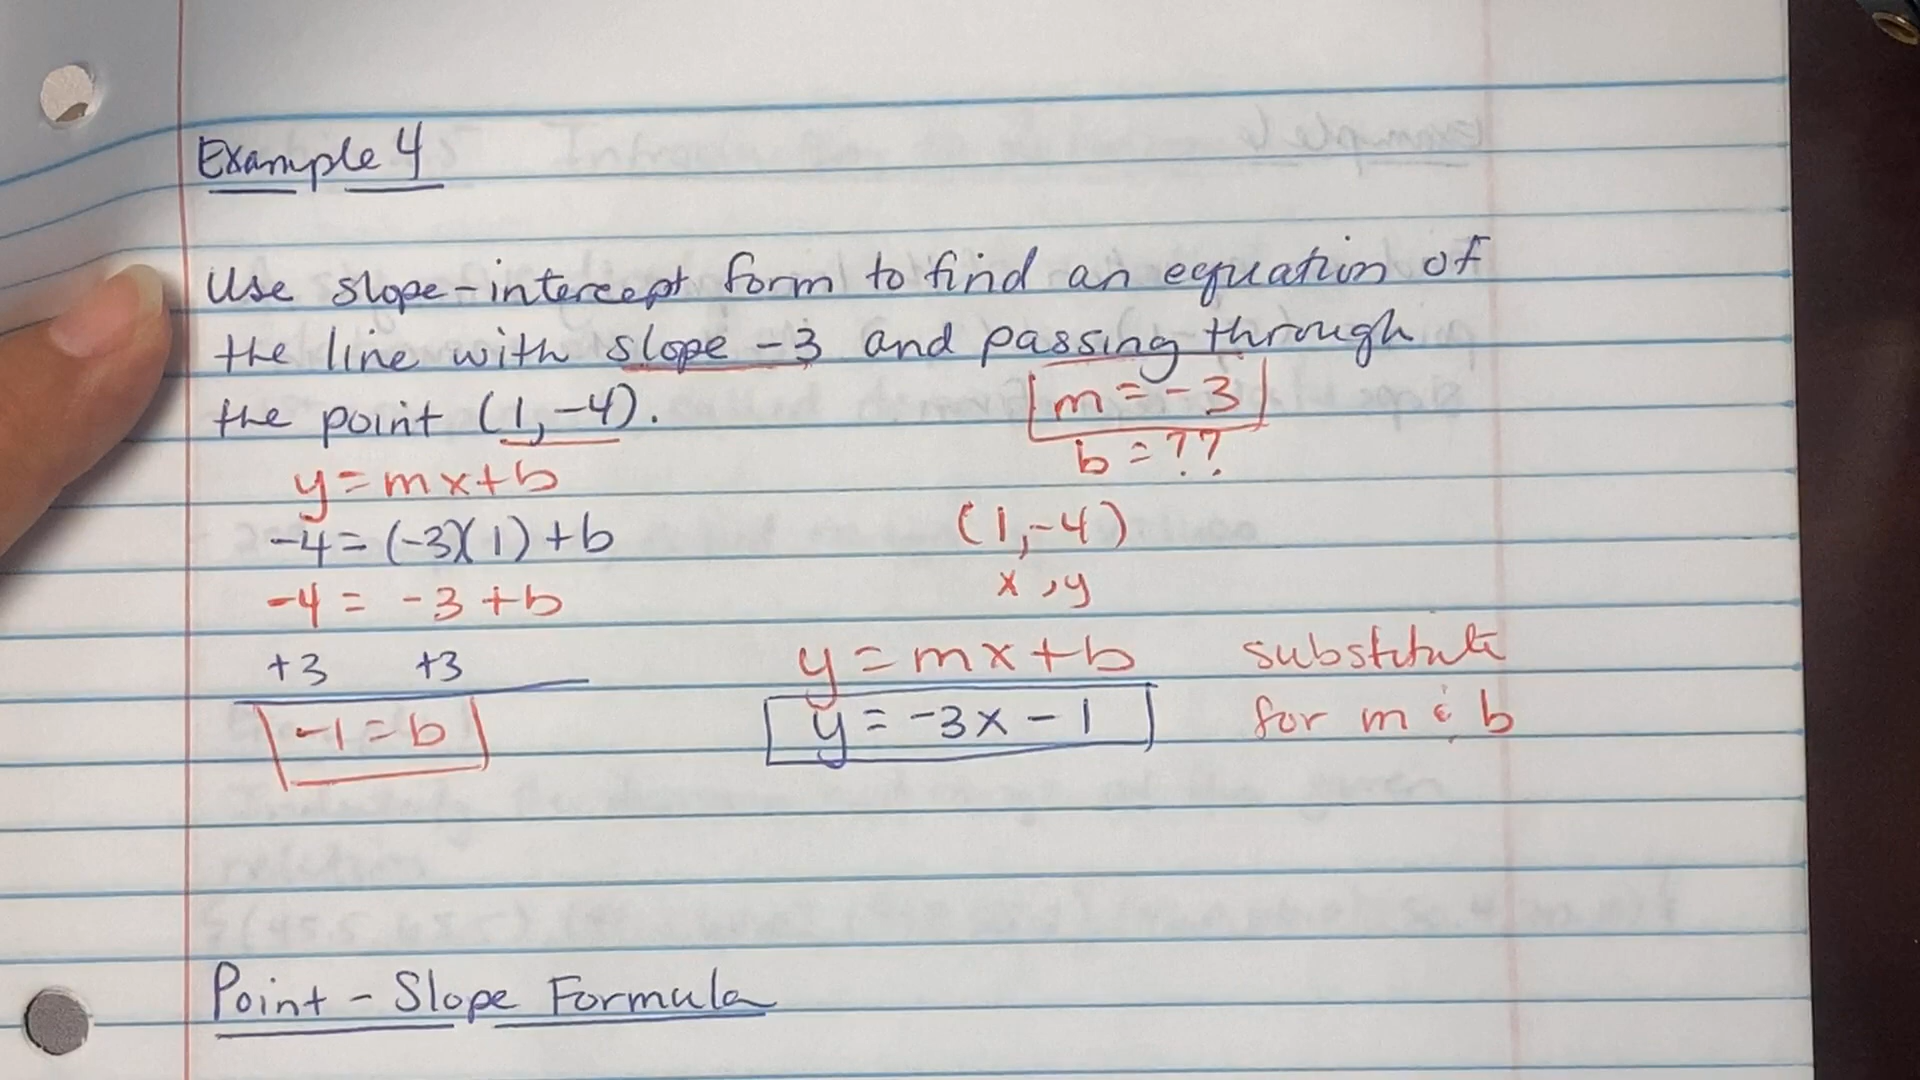 Example 4
Use slope-intercept form to find an equation of
the line with slope -3 and passing through
the point (1, -4).
m = -3
b = ??
y = mx + b
-4 = (-3)(1) + b
(1, -4)
-4 = -3 + b
x , y
+3 +3
y = mx + b substitute
-1 = b
y = -3x - 1 for m & b
Point - Slope Formula